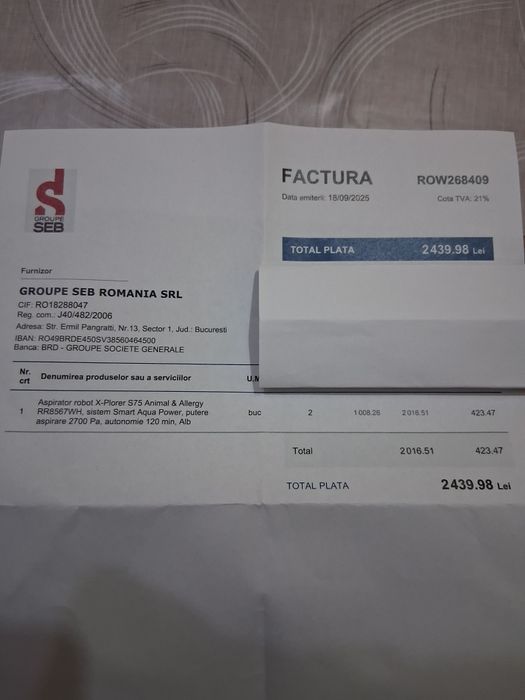 GROUPE
SEB
FACTURA ROW268409
Data emiterii: 18/09/2025 Cota TVA: 21%
TOTAL PLATA 2439.98 Lei
Furnizor
GROUPE SEB ROMANIA SRL
CIF: RO18288047
Reg. com.: J40/482/2006
Adresa: Str. Ermil Pangratti, Nr.13, Sector 1, Jud.: Bucuresti
IBAN: RO49BRDE450SV38560464500
Banca: BRD - GROUPE SOCIETE GENERALE
Nr.
crt Denumirea produselor sau a serviciilor U.M
Aspirator robot X-Plorer S75 Animal & Allergy
1 RR8567WH, sistem Smart Aqua Power, putere buc 2 1008.26 2016.51 423.47
aspirare 2700 Pa, autonomie 120 min, Alb
Total 2016.51 423.47
TOTAL PLATA 2439.98 Lei